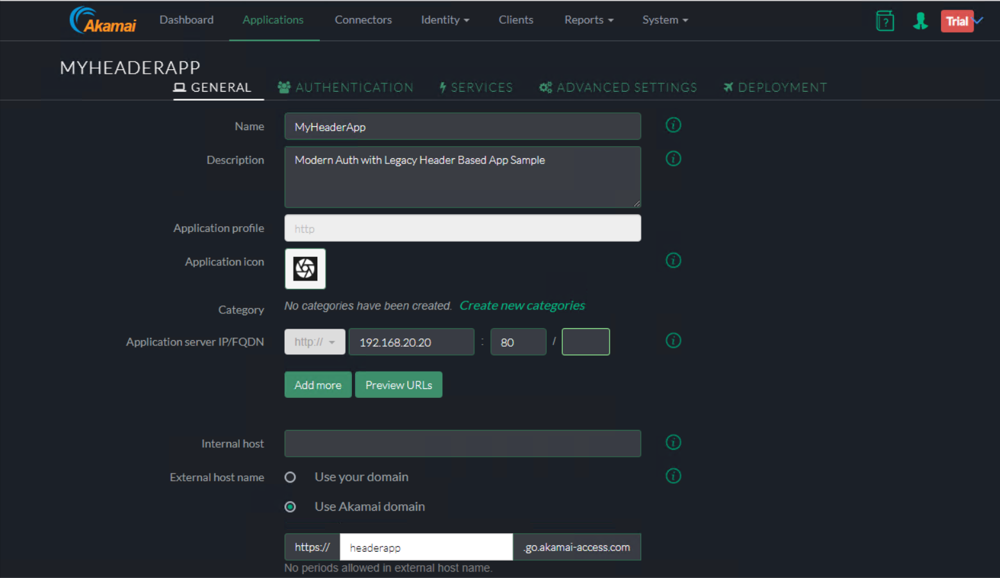 Akamai Dashboard Applications Connectors Identity Clients Reports System ? Trial
MYHEADERAPP
GENERAL AUTHENTICATION SERVICES ADVANCED SETTINGS DEPLOYMENT
Name MyHeaderApp i
Description Modern Auth with Legacy Header Based App Sample i
Application profile http
Application icon i
Category No categories have been created. Create new categories
Application server IP/FQDN http:// 192.168.20.20 : 80 / i
Add more Preview URLs
Internal host i
External host name Use your domain i
Use Akamai domain
https:// headerapp .go.akamai-access.com
No periods allowed in external host name.